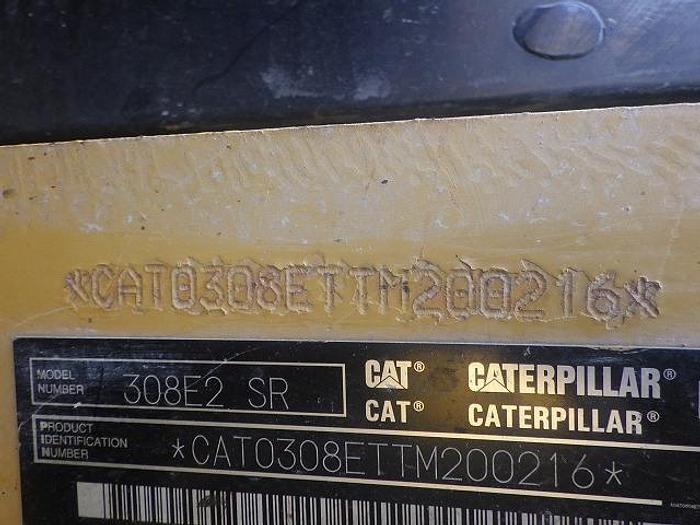 *CAT0308ETTM200216*
MODEL NUMBER 308E2 SR
CAT® CATERPILLAR®
CAT® CATERPILLAR®
PRODUCT IDENTIFICATION NUMBER *CAT0308ETTM200216*